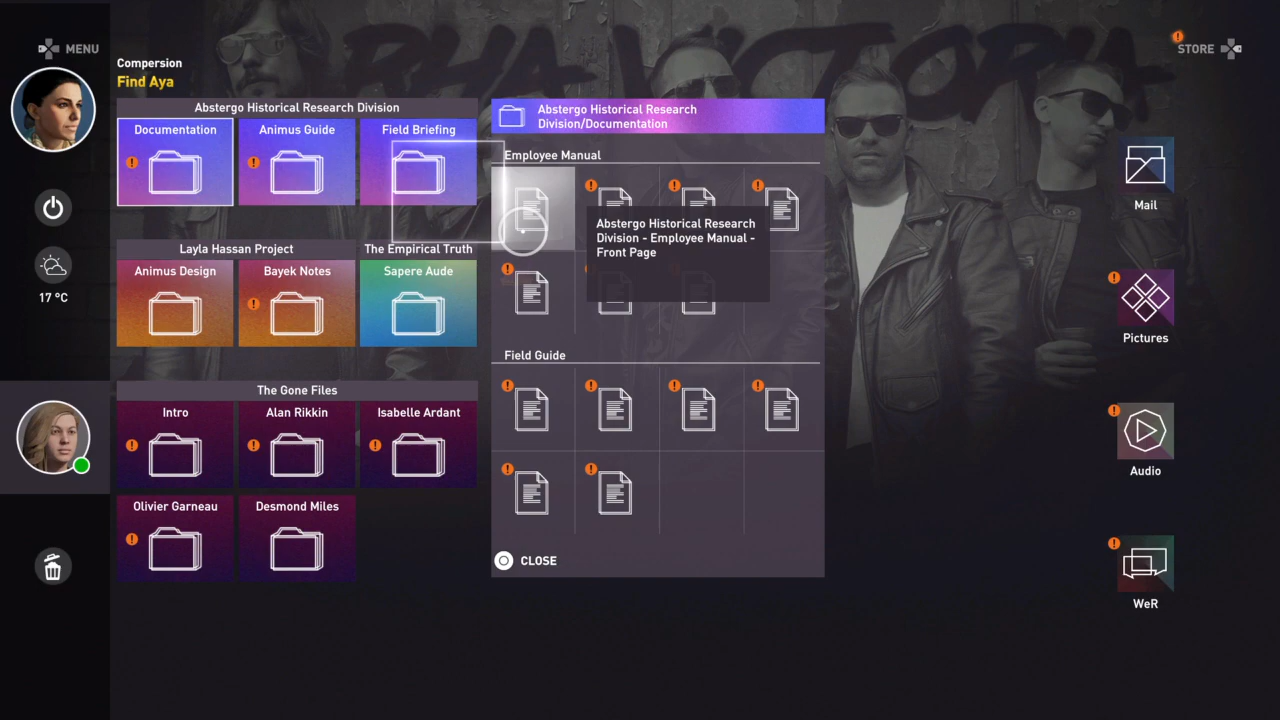 MENU
STORE
Compersion
Find Aya
Abstergo Historical Research Division
Documentation
Animus Guide
Field Briefing
Layla Hassan Project
The Empirical Truth
Animus Design
Bayek Notes
Sapere Aude
The Gone Files
Intro
Alan Rikkin
Isabelle Ardant
Olivier Garneau
Desmond Miles
17 °C
Abstergo Historical Research
Division/Documentation
Employee Manual
Abstergo Historical Research
Division - Employee Manual -
Front Page
Field Guide
CLOSE
Mail
Pictures
Audio
WeR